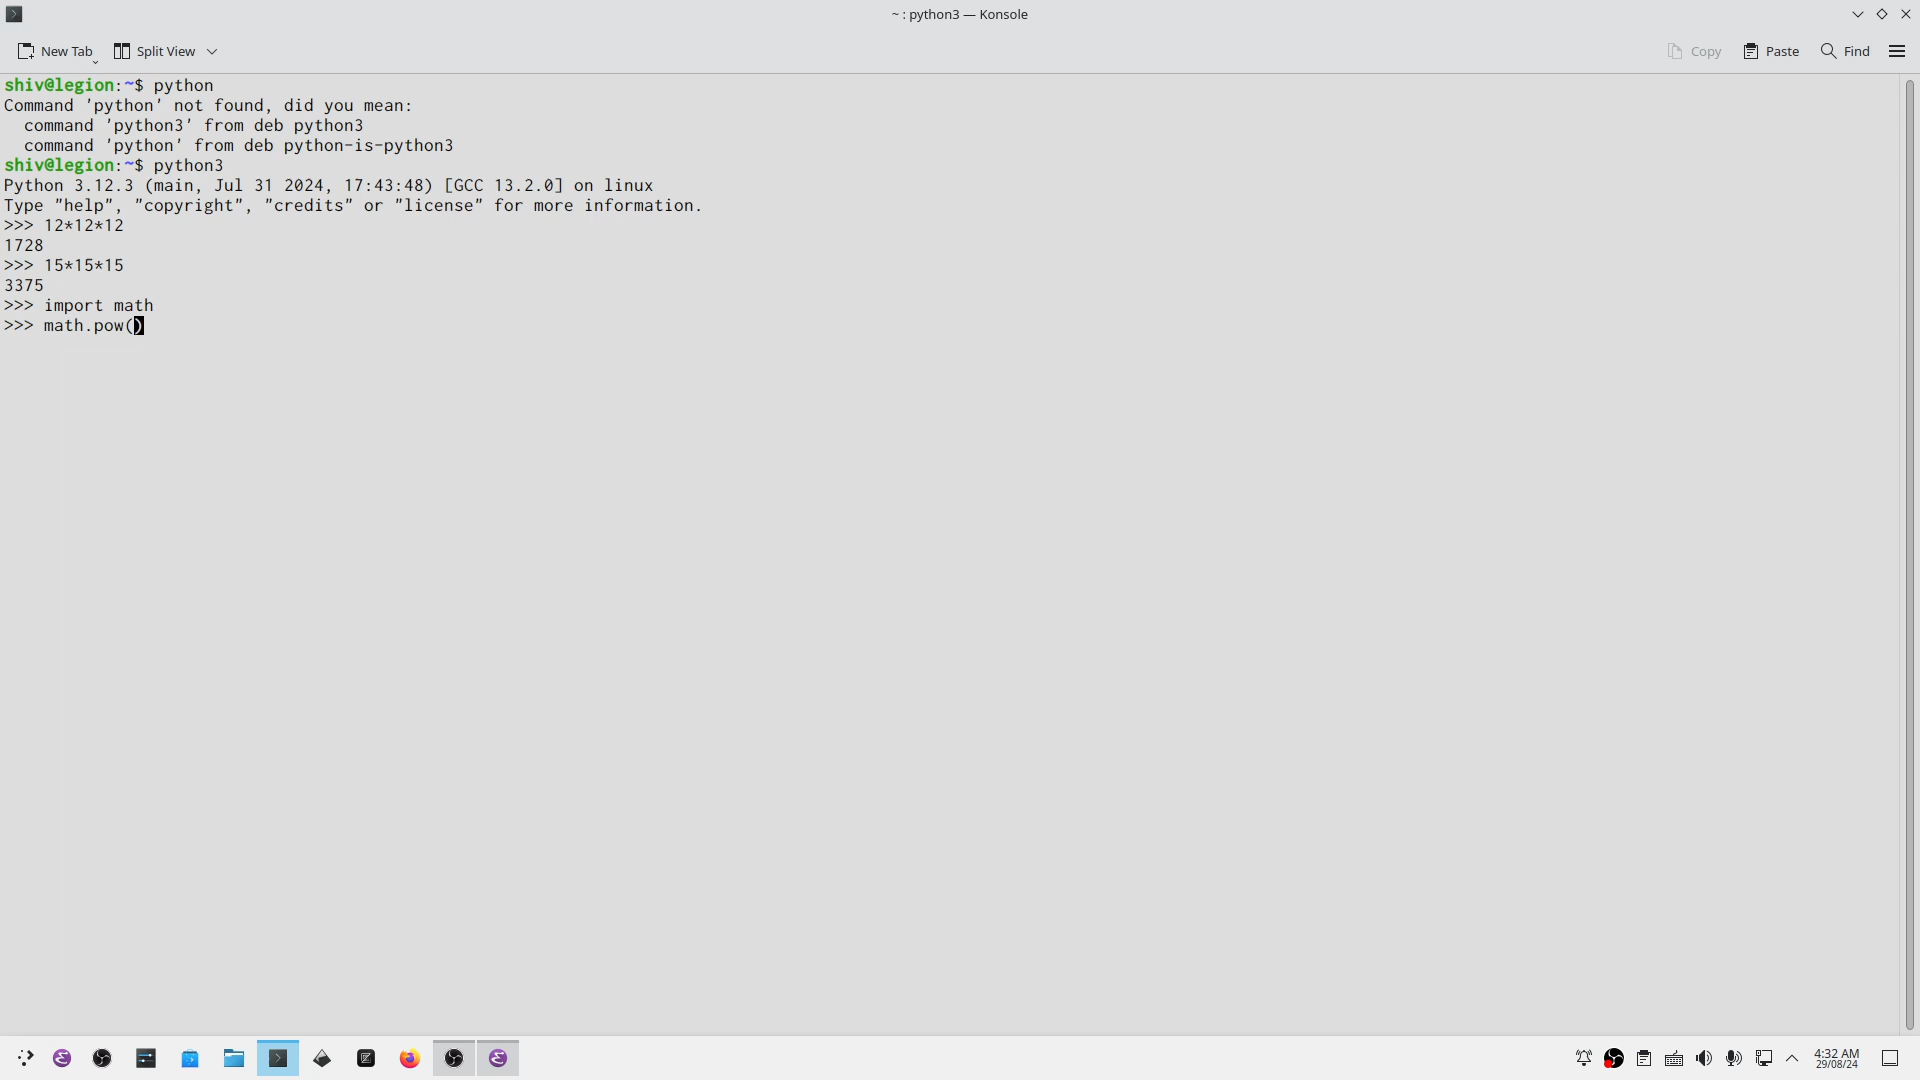 ~ : python3 — Konsole
New Tab Split View Copy Paste Find
shiv@legion:~$ python
Command 'python' not found, did you mean:
  command 'python3' from deb python3
  command 'python' from deb python-is-python3
shiv@legion:~$ python3
Python 3.12.3 (main, Jul 31 2024, 17:43:48) [GCC 13.2.0] on linux
Type "help", "copyright", "credits" or "license" for more information.
>>> 12*12*12
1728
>>> 15*15*15
3375
>>> import math
>>> math.pow()
4:32 AM
29/08/24